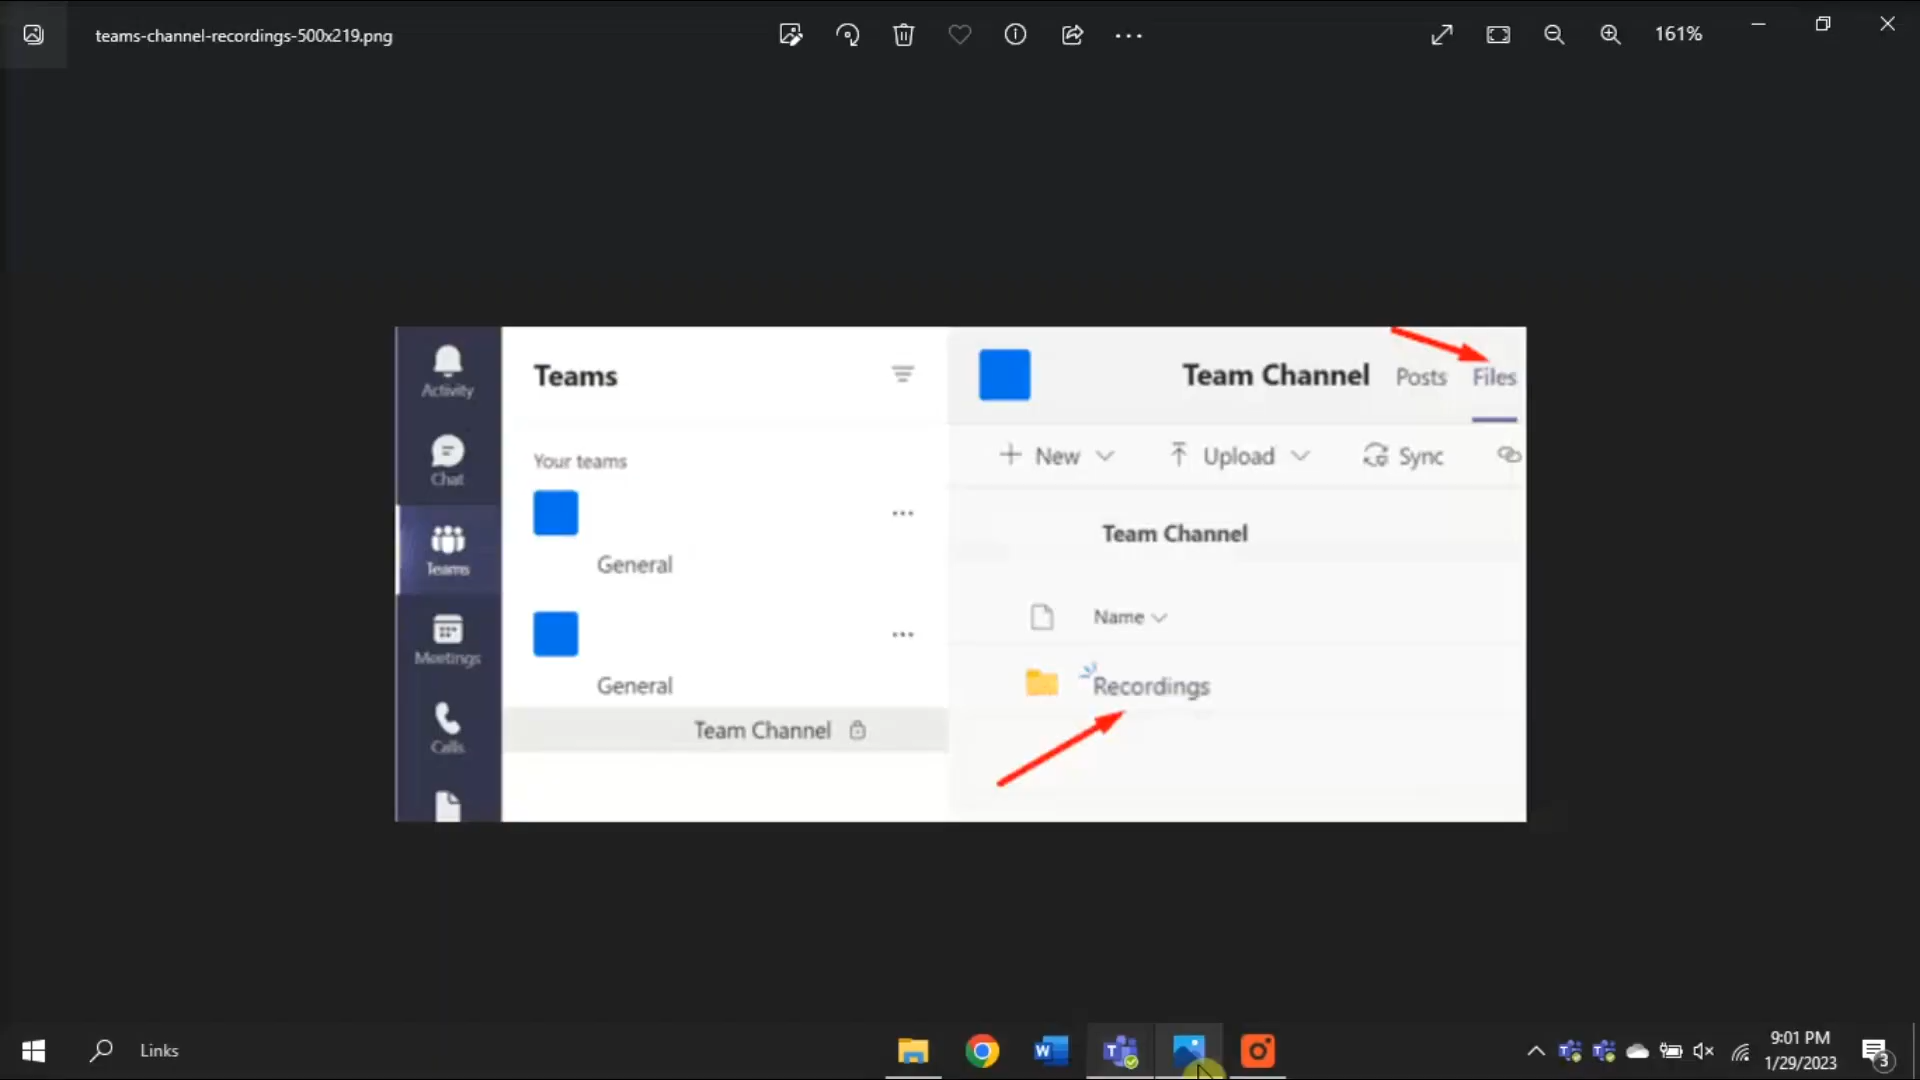 teams-channel-recordings-500x219.png
161%
Activity
Chat
Teams
Meetings
Calls
Teams
Your teams
General
General
Team Channel
Team Channel Posts Files
New Upload Sync
Team Channel
Name
Recordings
Links
9:01 PM
1/29/2023
3